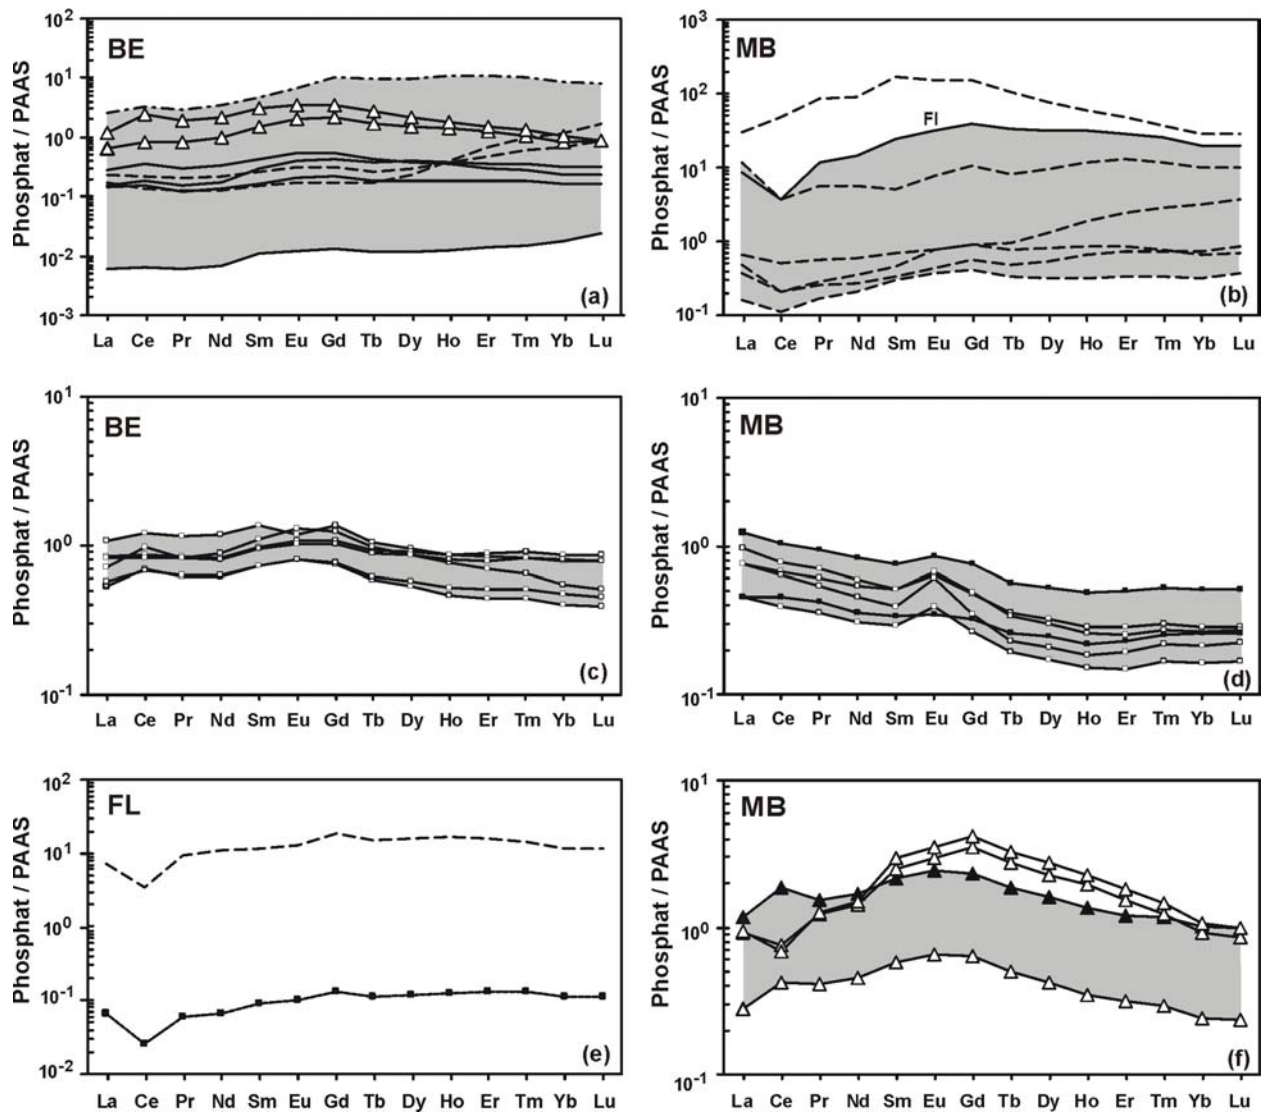 BE
Phosphat / PAAS
10²
10¹
10⁰
10⁻¹
10⁻²
10⁻³
(a)
La Ce Pr Nd Sm Eu Gd Tb Dy Ho Er Tm Yb Lu
MB
Phosphat / PAAS
10³
10²
10¹
10⁰
10⁻¹
Fl
(b)
La Ce Pr Nd Sm Eu Gd Tb Dy Ho Er Tm Yb Lu
BE
Phosphat / PAAS
10¹
10⁰
10⁻¹
(c)
La Ce Pr Nd Sm Eu Gd Tb Dy Ho Er Tm Yb Lu
MB
Phosphat / PAAS
10¹
10⁰
10⁻¹
(d)
La Ce Pr Nd Sm Eu Gd Tb Dy Ho Er Tm Yb Lu
FL
Phosphat / PAAS
10²
10¹
10⁰
10⁻¹
10⁻²
(e)
La Ce Pr Nd Sm Eu Gd Tb Dy Ho Er Tm Yb Lu
MB
Phosphat / PAAS
10¹
10⁰
10⁻¹
(f)
La Ce Pr Nd Sm Eu Gd Tb Dy Ho Er Tm Yb Lu